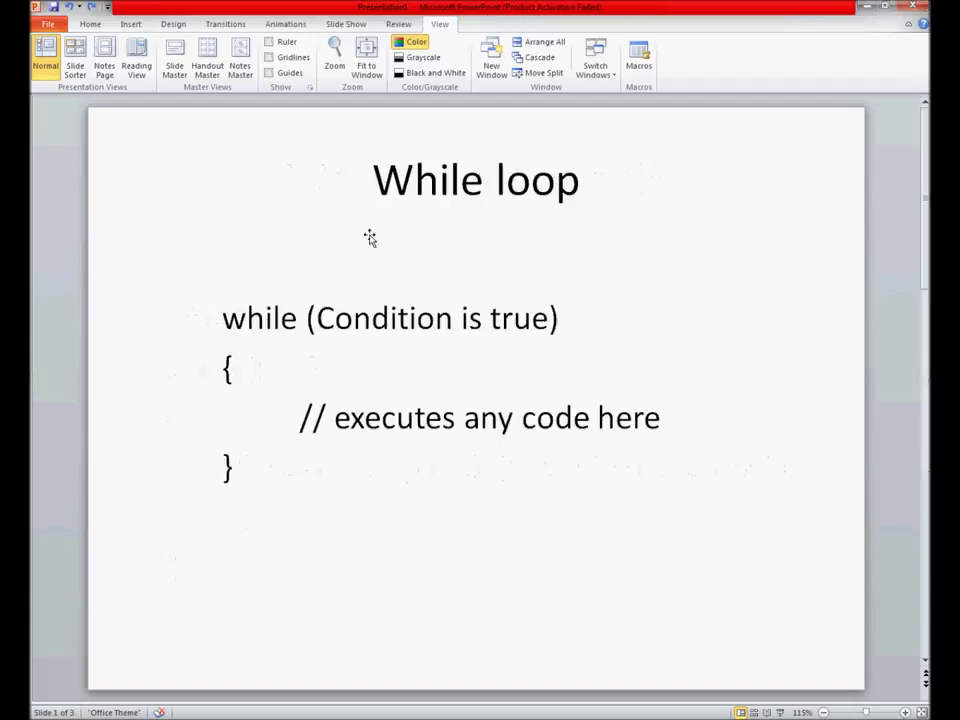 Presentation1 - Microsoft PowerPoint (Product Activation Failed)
File Home Insert Design Transitions Animations Slide Show Review View
Normal Slide Sorter Notes Page Reading View
Slide Master Handout Master Notes Master
Ruler
Gridlines
Guides
Zoom Fit to Window
Color
Grayscale
Black and White
New Window
Arrange All
Cascade
Move Split
Switch Windows
Macros
Presentation Views Master Views Show Zoom Color/Grayscale Window Macros
While loop
while (Condition is true)
{
// executes any code here
}
Slide 1 of 3 "Office Theme" 115%